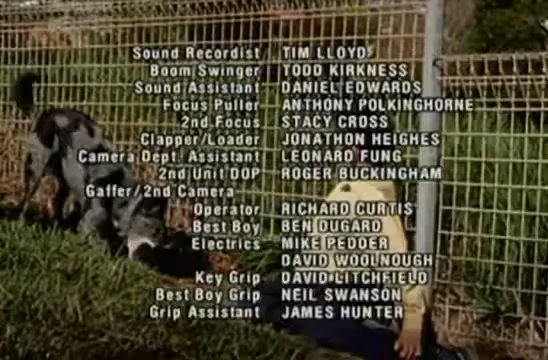 Sound Recordist TIM LLOYD
Boom Swinger TODD KIRKNESS
Sound Assistant DANIEL EDWARDS
Focus Puller ANTHONY POLKINGHORNE
2nd Focus STACY CROSS
Clapper/Loader JONATHON HEIGHES
Camera Dept. Assistant LEONARD FUNG
2nd Unit DOP ROGER BUCKINGHAM
Gaffer/2nd Camera
Operator RICHARD CURTIS
Best Boy BEN DUGARD
Electrics MIKE PEDDER
DAVID WOOLNOUGH
Key Grip DAVID LITCHFIELD
Best Boy Grip NEIL SWANSON
Grip Assistant JAMES HUNTER